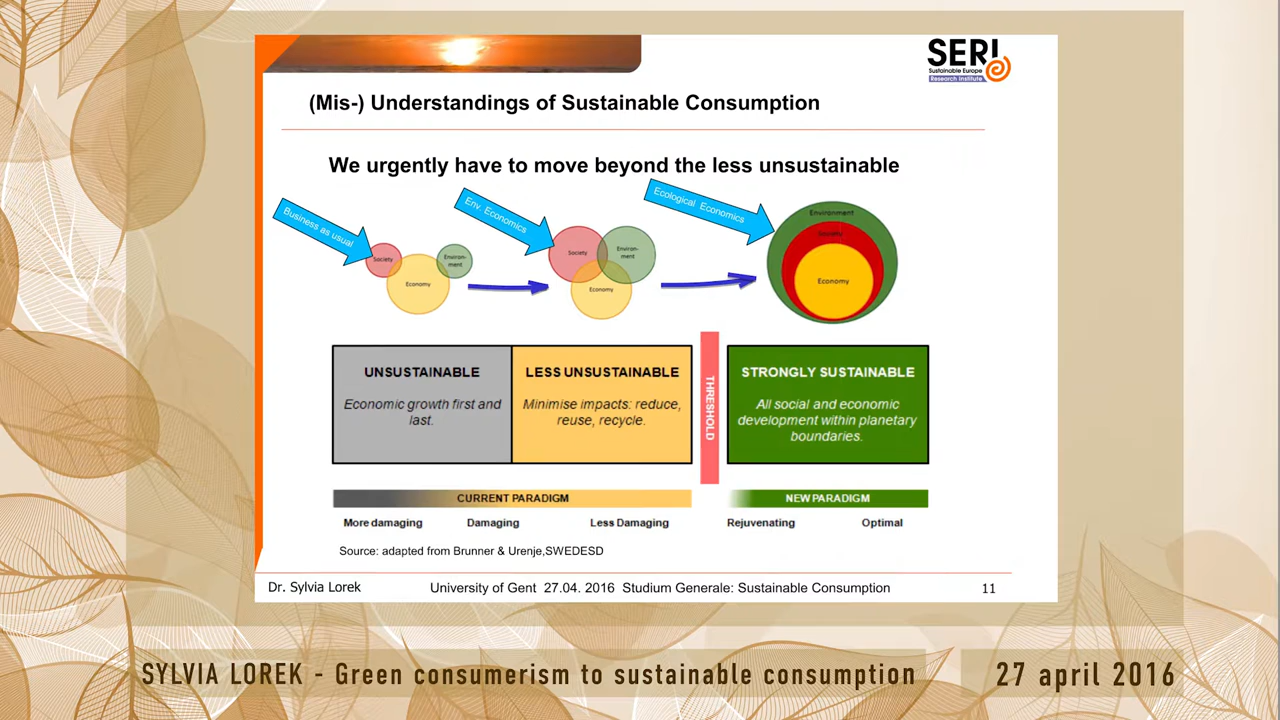 SERI
Sustainable Europe
Research Institute
(Mis-) Understandings of Sustainable Consumption
We urgently have to move beyond the less unsustainable
Business as usual
Env. Economics
Ecological Economics
Society
Environ-
ment
Economy
Society
Environ-
ment
Economy
Environment
Society
Economy
UNSUSTAINABLE
Economic growth first and
last.
LESS UNSUSTAINABLE
Minimise impacts: reduce,
reuse, recycle.
THRESHOLD
STRONGLY SUSTAINABLE
All social and economic
development within planetary
boundaries.
CURRENT PARADIGM
NEW PARADIGM
More damaging
Damaging
Less Damaging
Rejuvenating
Optimal
Source: adapted from Brunner & Urenje,SWEDESD
Dr. Sylvia Lorek
University of Gent 27.04. 2016 Studium Generale: Sustainable Consumption
11
SYLVIA LOREK - Green consumerism to sustainable consumption
27 april 2016